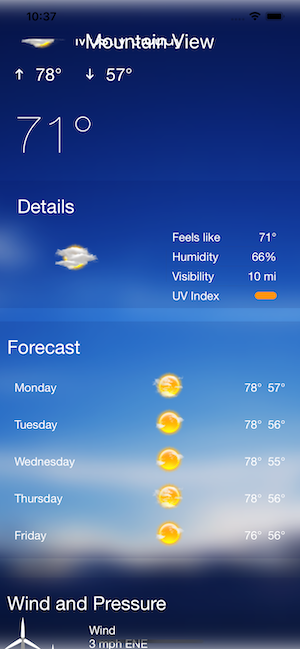 10:37
Mountain View
↑ 78° ↓ 57°
71°
Details
Feels like 71°
Humidity 66%
Visibility 10 mi
UV Index
Forecast
Monday 78° 57°
Tuesday 78° 56°
Wednesday 78° 55°
Thursday 78° 56°
Friday 76° 56°
Wind and Pressure
Wind
3 mph ENE